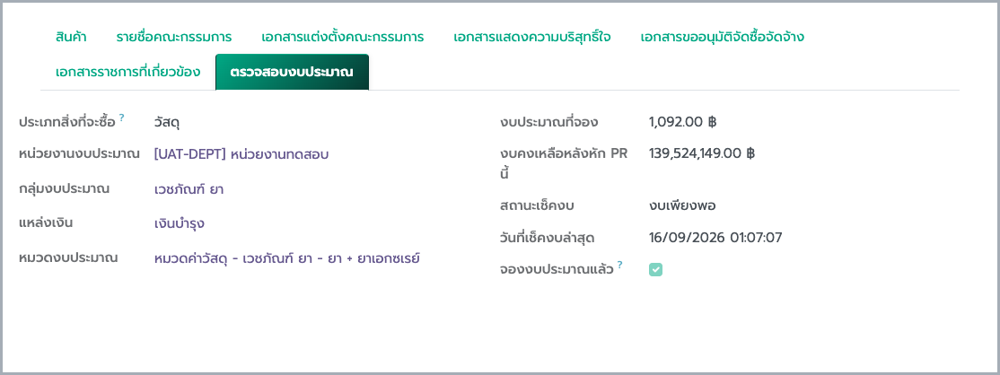 สินค้า รายชื่อคณะกรรมการ เอกสารแต่งตั้งคณะกรรมการ เอกสารแสดงความบริสุทธิ์ใจ เอกสารขออนุมัติจัดซื้อจัดจ้าง
เอกสารราชการที่เกี่ยวข้อง ตรวจสอบงบประมาณ
ประเภทสิ่งที่จะซื้อ ? วัสดุ
หน่วยงานงบประมาณ [UAT-DEPT] หน่วยงานทดสอบ
กลุ่มงบประมาณ เวชภัณฑ์ ยา
แหล่งเงิน เงินบำรุง
หมวดงบประมาณ หมวดค่าวัสดุ - เวชภัณฑ์ ยา - ยา + ยาเอกซเรย์
งบประมาณที่จอง 1,092.00 ฿
งบคงเหลือหลังหัก PR 139,524,149.00 ฿
นี้
สถานะเช็คงบ งบเพียงพอ
วันที่เช็คงบล่าสุด 16/09/2026 01:07:07
จองงบประมาณแล้ว ?